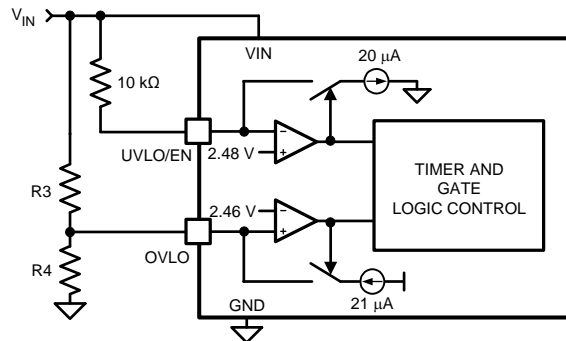 VIN
VIN
20 μA
10 kΩ
UVLO/EN
2.48 V
TIMER AND
GATE
LOGIC CONTROL
R3
2.46 V
OVLO
R4
21 μA
GND